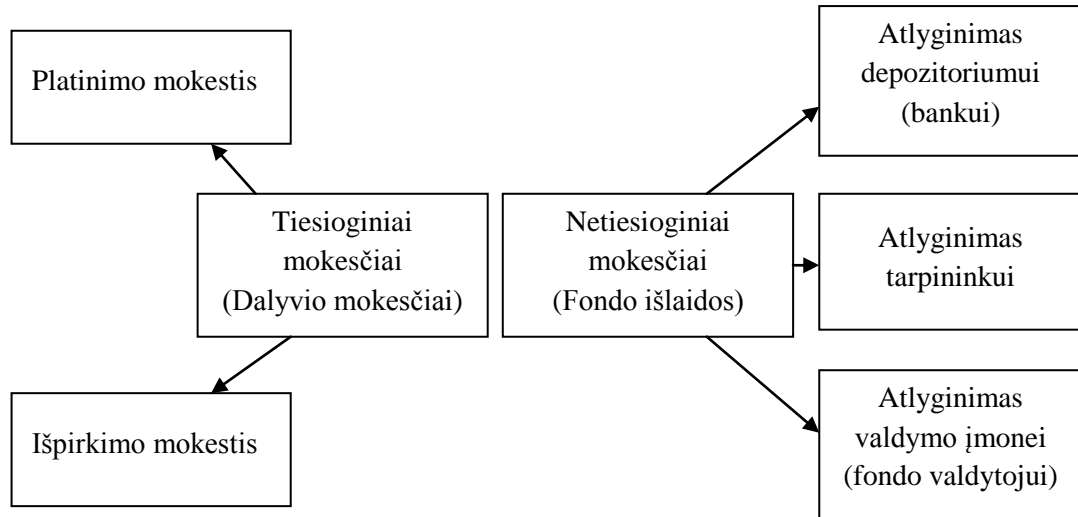 Platinimo mokestis
Tiesioginiai
mokesčiai
(Dalyvio mokesčiai)
Išpirkimo mokestis
Netiesioginiai
mokesčiai
(Fondo išlaidos)
Atlyginimas
depozitoriumui
(bankui)
Atlyginimas
tarpininkui
Atlyginimas
valdymo įmonei
(fondo valdytojui)